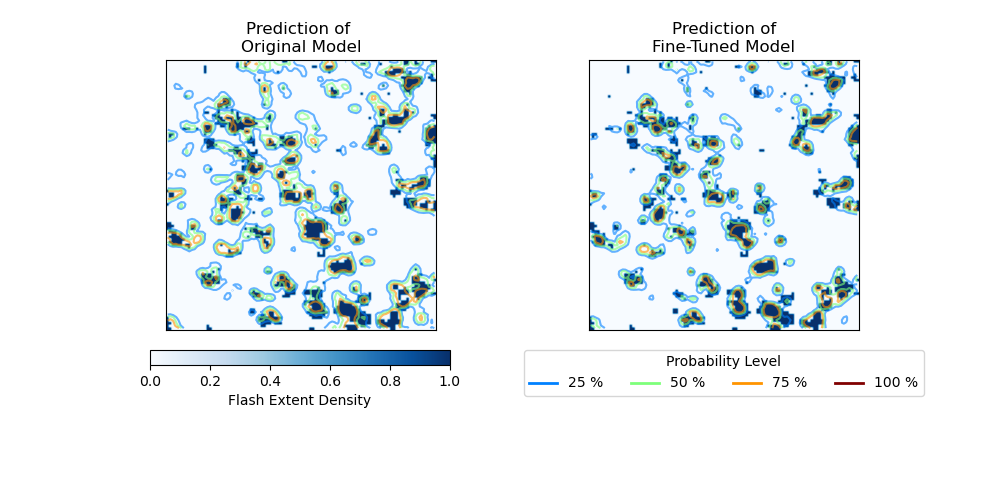 Prediction of
Original Model
Prediction of
Fine-Tuned Model
0.0 0.2 0.4 0.6 0.8 1.0
Flash Extent Density
Probability Level
25 % 50 % 75 % 100 %